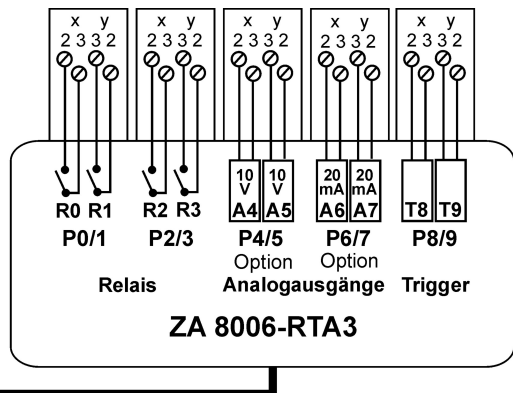 x y x y x y x y x y
2 3 3 2 2 3 3 2 2 3 3 2 2 3 3 2 2 3 3 2
10 V 10 V 20 mA 20 mA
R0 R1 R2 R3 A4 A5 A6 A7 T8 T9
P0/1 P2/3 P4/5 P6/7 P8/9
Option Option
Relais Analogausgänge Trigger
ZA 8006-RTA3